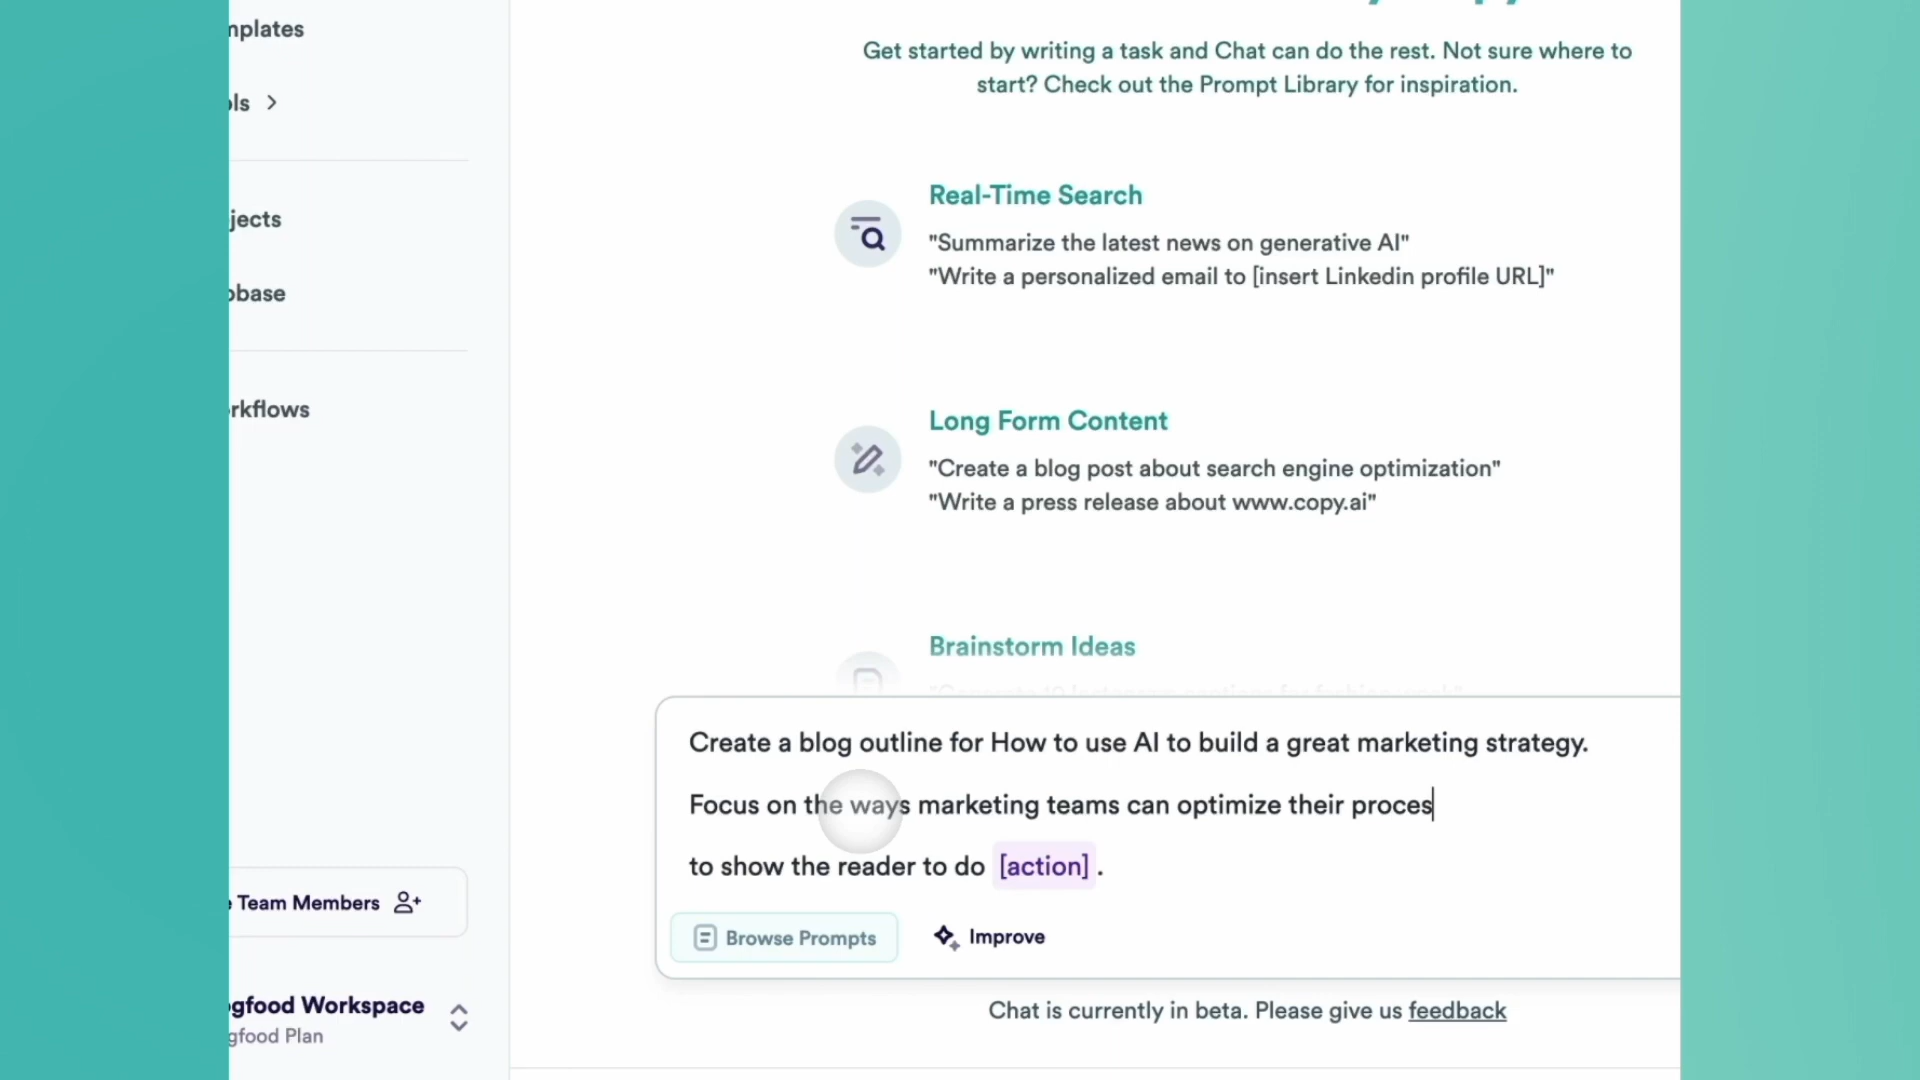 mplates
ols
Get started by writing a task and Chat can do the rest. Not sure where to
start? Check out the Prompt Library for inspiration.
Real-Time Search
"Summarize the latest news on generative AI"
"Write a personalized email to [insert Linkedin profile URL]"
jects
obase
rkflows
Long Form Content
"Create a blog post about search engine optimization"
"Write a press release about www.copy.ai"
Brainstorm Ideas
Create a blog outline for How to use AI to build a great marketing strategy.
Focus on the ways marketing teams can optimize their proces
to show the reader to do [action] .
Browse Prompts
Improve
Team Members
gfood Workspace
gfood Plan
Chat is currently in beta. Please give us feedback